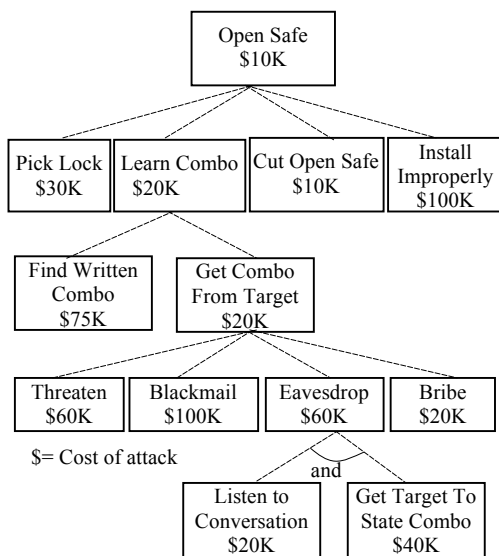 Open Safe
$10K
Pick Lock
$30K
Learn Combo
$20K
Cut Open Safe
$10K
Install
Improperly
$100K
Find Written
Combo
$75K
Get Combo
From Target
$20K
Threaten
$60K
Blackmail
$100K
Eavesdrop
$60K
Bribe
$20K
$= Cost of attack
and
Listen to
Conversation
$20K
Get Target To
State Combo
$40K